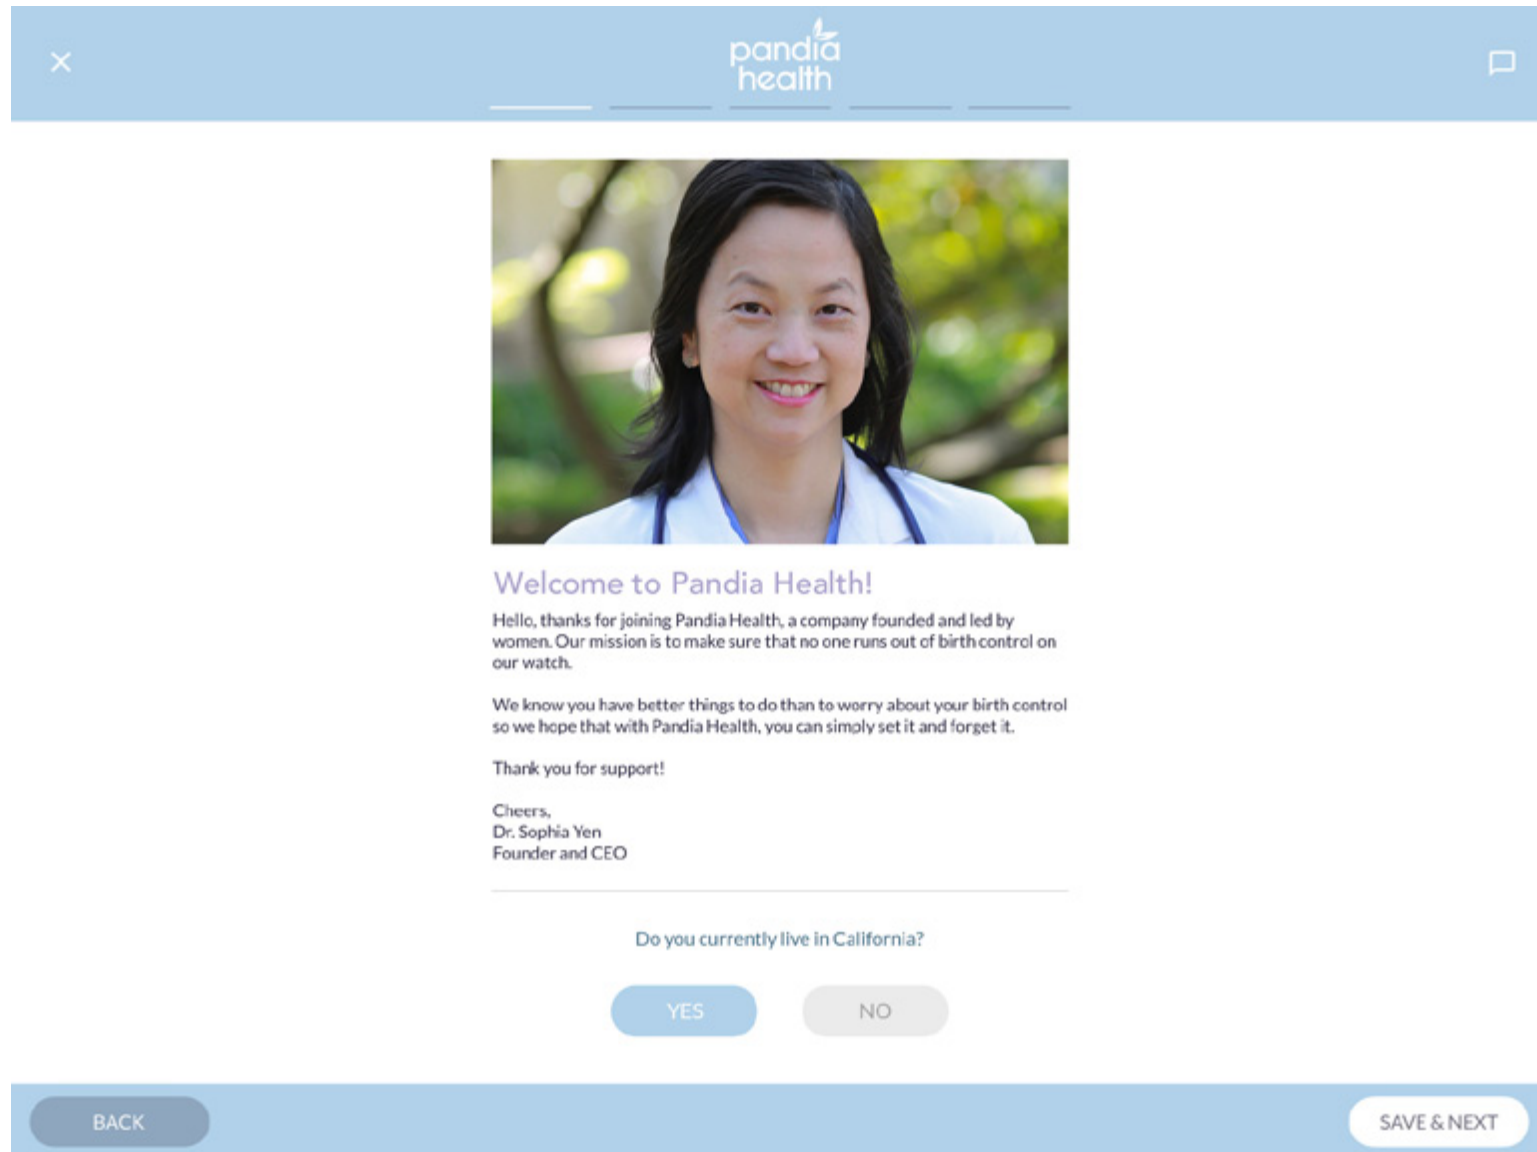 pandia
health
Welcome to Pandia Health!
Hello, thanks for joining Pandia Health, a company founded and led by
women. Our mission is to make sure that no one runs out of birth control on
our watch.
We know you have better things to do than to worry about your birth control
so we hope that with Pandia Health, you can simply set it and forget it.
Thank you for support!
Cheers,
Dr. Sophia Yen
Founder and CEO
Do you currently live in California?
YES
NO
BACK
SAVE & NEXT